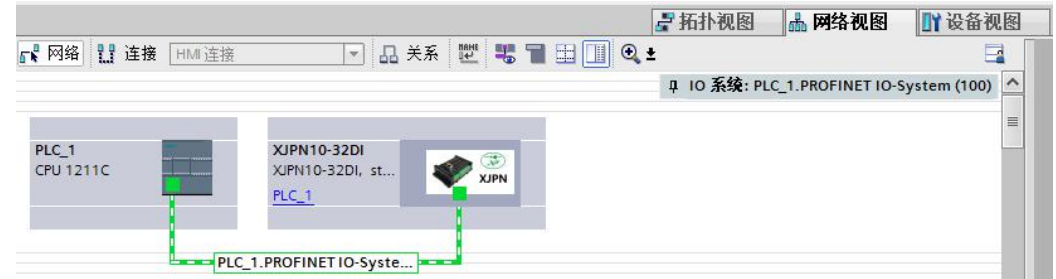 拓扑视图 网络视图 设备视图
网络 连接 HMI 连接 关系
IO 系统: PLC_1.PROFINET IO-System (100)
PLC_1
CPU 1211C
XJPN10-32DI
XJPN10-32DI, st...
PLC_1
XJPN
PLC_1.PROFINET IO-Syste...